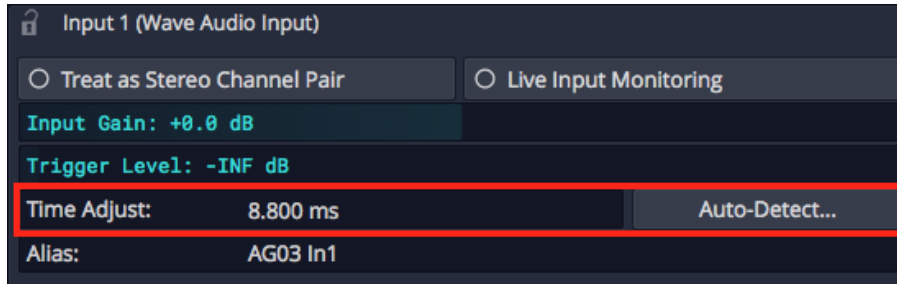 Input 1 (Wave Audio Input)
Treat as Stereo Channel Pair Live Input Monitoring
Input Gain: +0.0 dB
Trigger Level: -INF dB
Time Adjust: 8.800 ms Auto-Detect...
Alias: AG03 In1